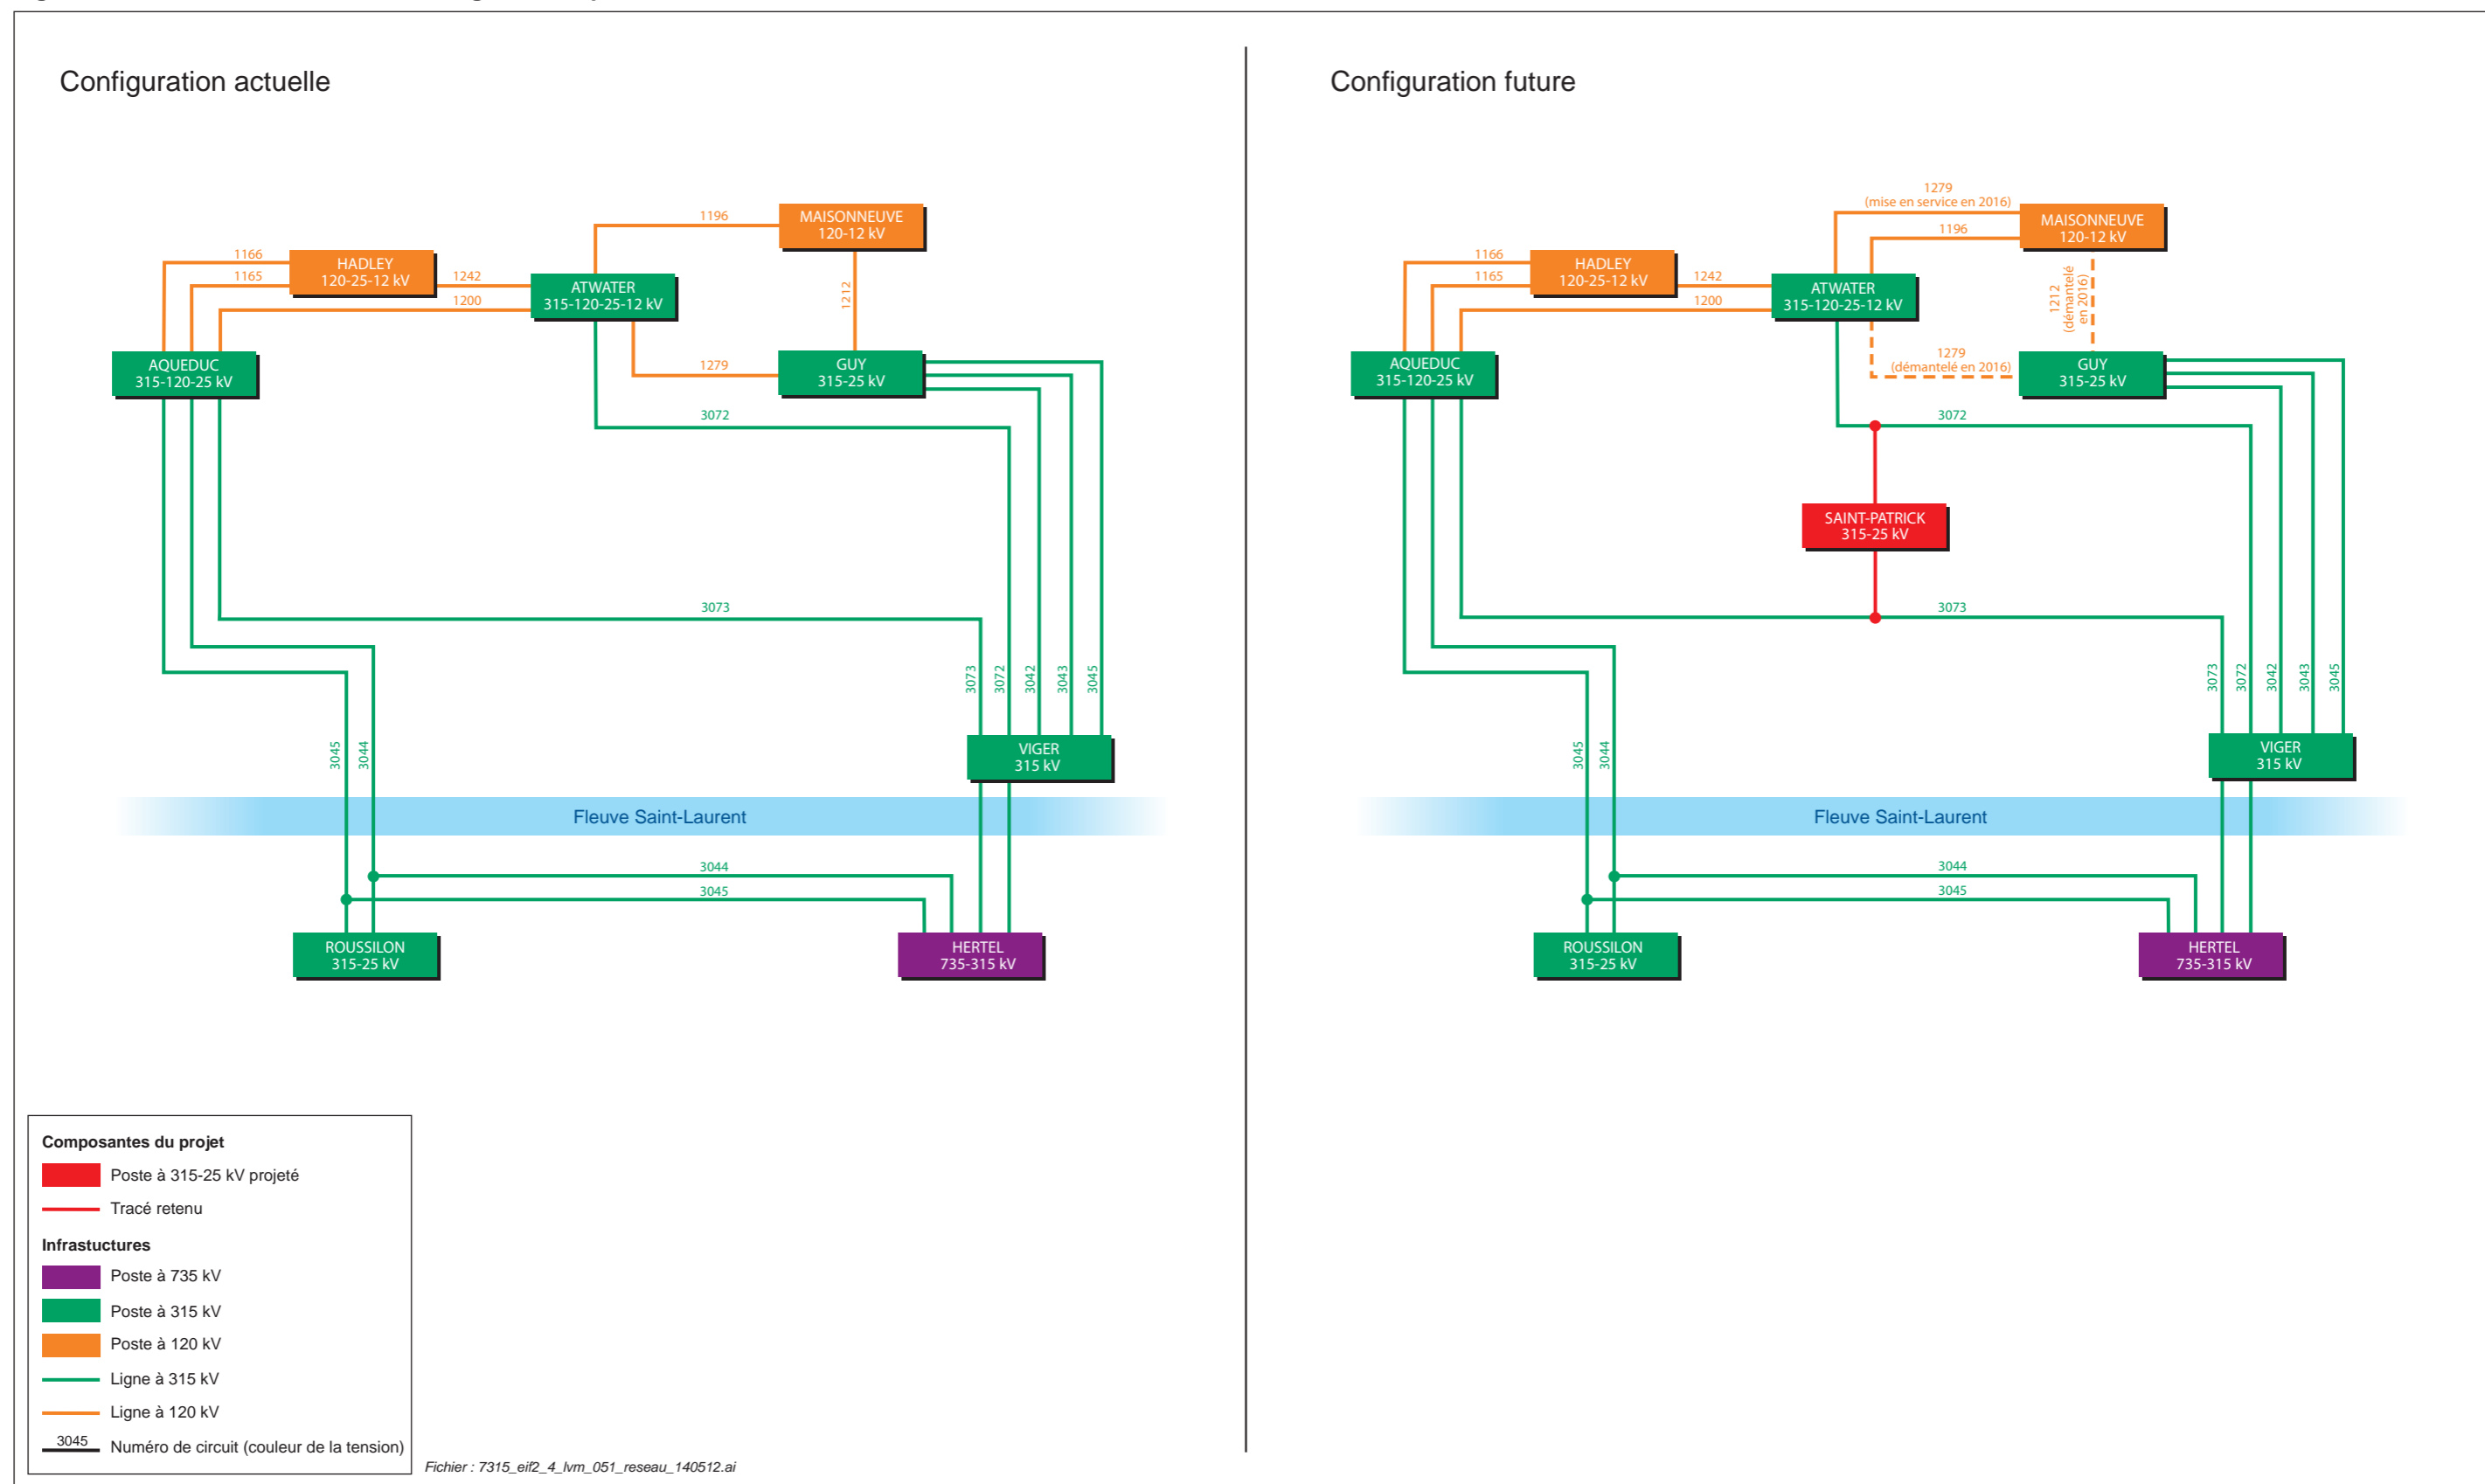 Configuration actuelle
1196
MAISONNEUVE
120-12 kV
1166
1165
HADLEY
120-25-12 kV
1242
1200
ATWATER
315-120-25-12 kV
1212
AQUEDUC
315-120-25 kV
1279
GUY
315-25 kV
3072
3073
3073
3072
3042
3043
3045
3045
3044
VIGER
315 kV
Fleuve Saint-Laurent
3044
3045
ROUSSILON
315-25 kV
HERTEL
735-315 kV
Configuration future
1279
(mise en service en 2016)
1196
MAISONNEUVE
120-12 kV
1166
1165
HADLEY
120-25-12 kV
1242
1200
ATWATER
315-120-25-12 kV
1212
(démantelé
en 2016)
AQUEDUC
315-120-25 kV
1279
(démantelé en 2016)
GUY
315-25 kV
3072
SAINT-PATRICK
315-25 kV
3073
3073
3072
3042
3043
3045
3045
3044
VIGER
315 kV
Fleuve Saint-Laurent
3044
3045
ROUSSILON
315-25 kV
HERTEL
735-315 kV
Composantes du projet
Poste à 315-25 kV projeté
Tracé retenu
Infrastuctures
Poste à 735 kV
Poste à 315 kV
Poste à 120 kV
Ligne à 315 kV
Ligne à 120 kV
3045 Numéro de circuit (couleur de la tension)
Fichier : 7315_eif2_4_lvm_051_reseau_140512.ai